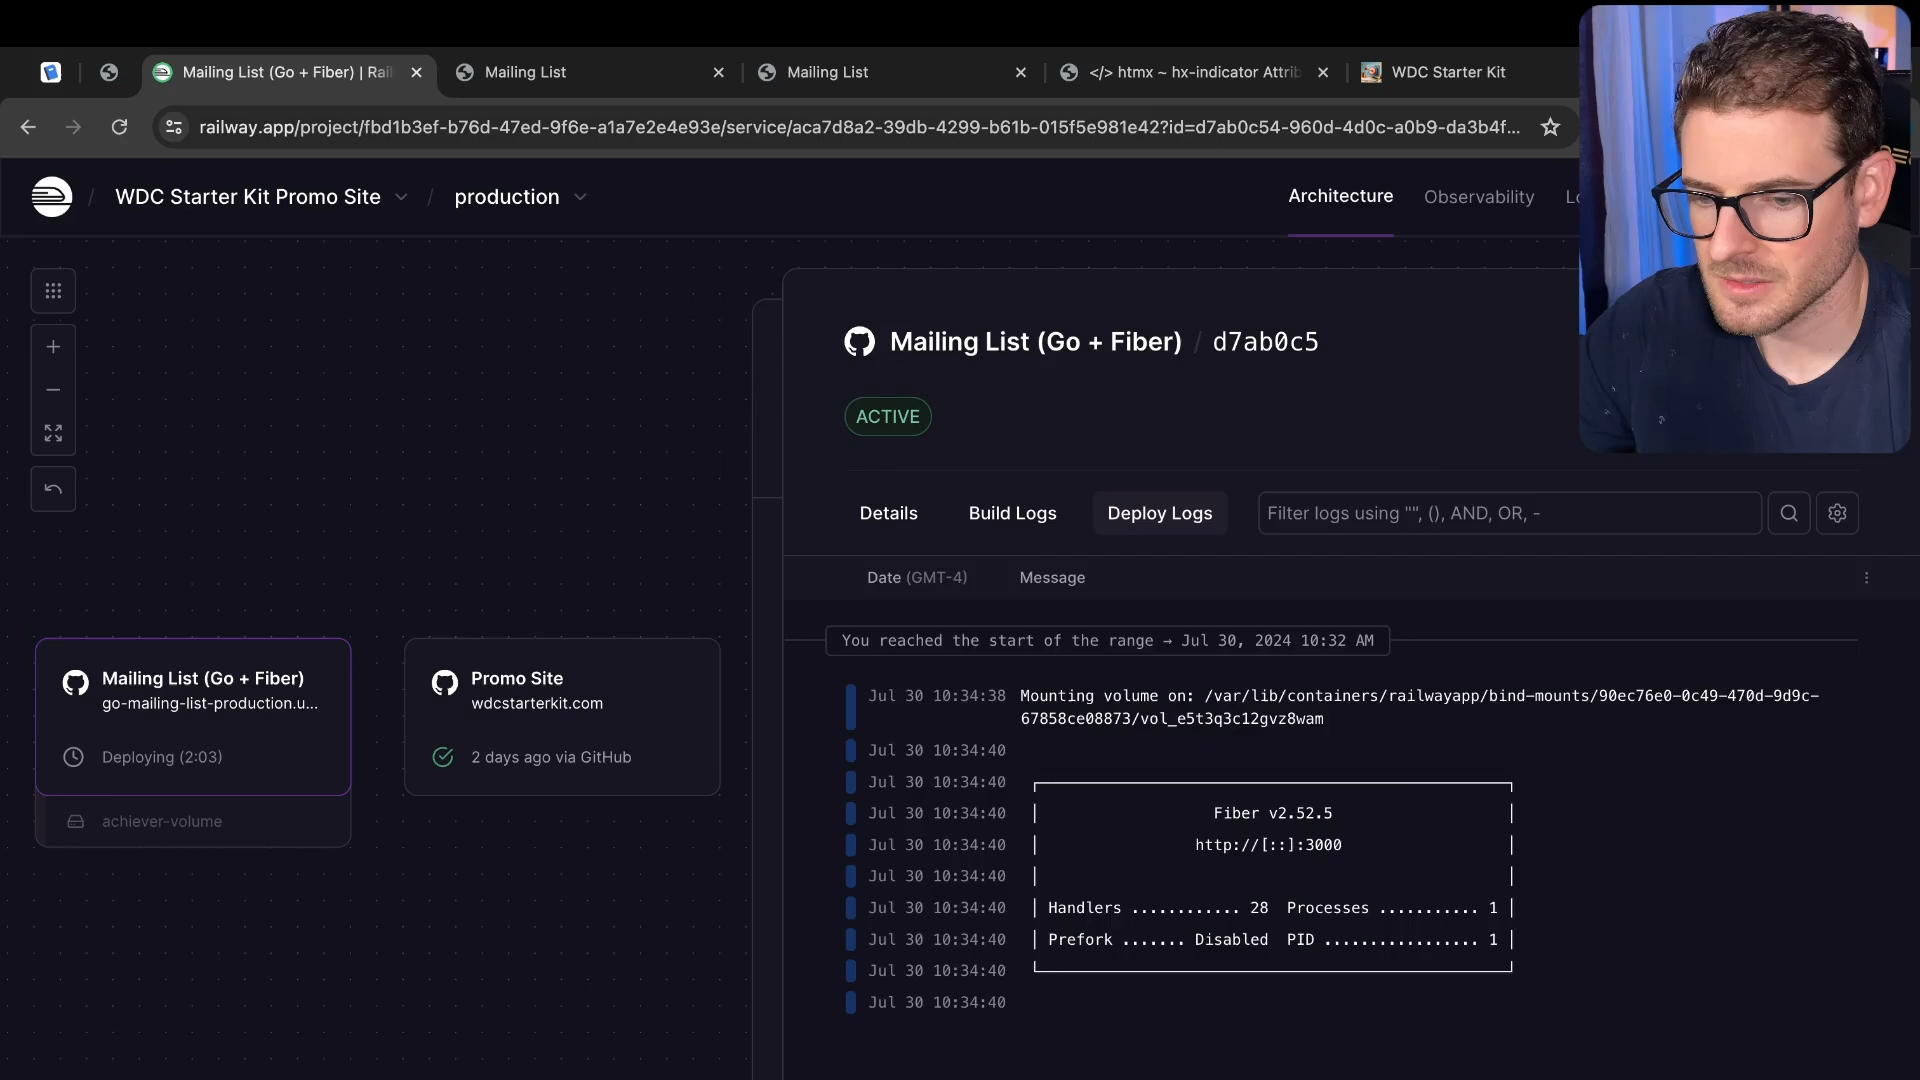 Mailing List (Go + Fiber) | Rail
Mailing List
Mailing List
</> htmx ~ hx-indicator Attrib
WDC Starter Kit
railway.app/project/fbd1b3ef-b76d-47ed-9f6e-a1a7e2e4e93e/service/aca7d8a2-39db-4299-b61b-015f5e981e42?id=d7ab0c54-960d-4d0c-a0b9-da3b4f...
/ WDC Starter Kit Promo Site / production
Architecture
Observability
Lo
Mailing List (Go + Fiber) / d7ab0c5
ACTIVE
Details
Build Logs
Deploy Logs
Filter logs using "", (), AND, OR, -
Date (GMT-4)
Message
You reached the start of the range → Jul 30, 2024 10:32 AM
Jul 30 10:34:38 Mounting volume on: /var/lib/containers/railwayapp/bind-mounts/90ec76e0-0c49-470d-9d9c-
67858ce08873/vol_e5t3q3c12gvz8wam
Jul 30 10:34:40
Jul 30 10:34:40
Jul 30 10:34:40 Fiber v2.52.5
Jul 30 10:34:40 http://[::]:3000
Jul 30 10:34:40
Jul 30 10:34:40 Handlers ............ 28 Processes ........... 1
Jul 30 10:34:40 Prefork ....... Disabled PID ................. 1
Jul 30 10:34:40
Jul 30 10:34:40
Mailing List (Go + Fiber)
go-mailing-list-production.u...
Deploying (2:03)
achiever-volume
Promo Site
wdcstarterkit.com
2 days ago via GitHub